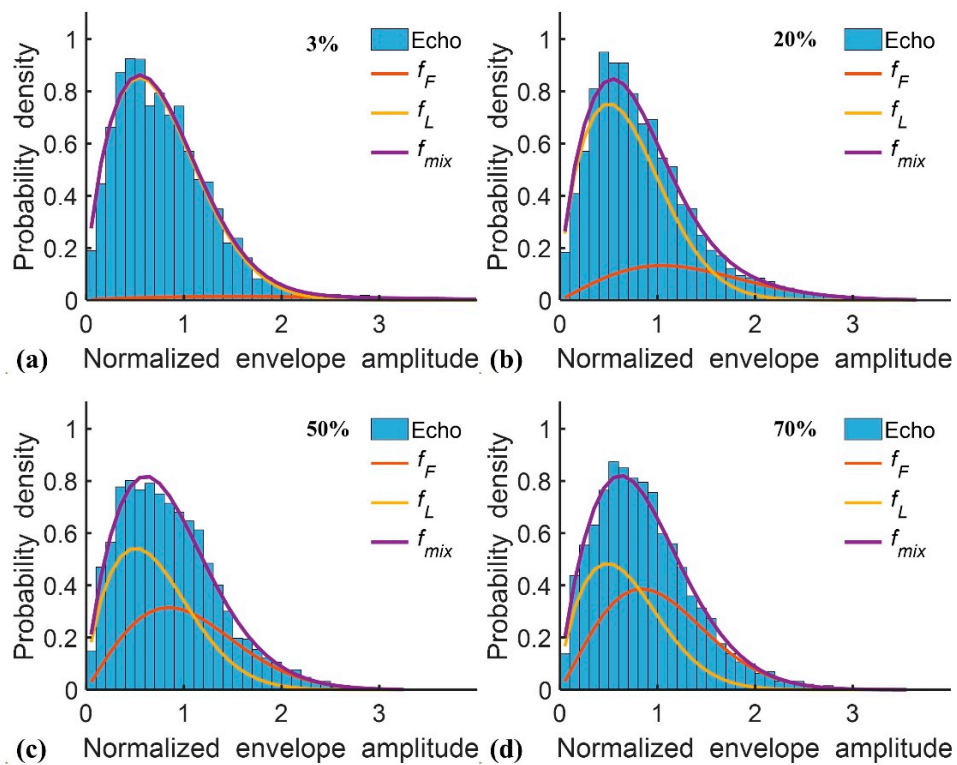 3%
Echo
f_F
f_L
f_mix
Probability density
1
0.8
0.6
0.4
0.2
0
0 1 2 3
(a) Normalized envelope amplitude
20%
Echo
f_F
f_L
f_mix
Probability density
1
0.8
0.6
0.4
0.2
0
0 1 2 3
(b) Normalized envelope amplitude
50%
Echo
f_F
f_L
f_mix
Probability density
1
0.8
0.6
0.4
0.2
0
0 1 2 3
(c) Normalized envelope amplitude
70%
Echo
f_F
f_L
f_mix
Probability density
1
0.8
0.6
0.4
0.2
0
0 1 2 3
(d) Normalized envelope amplitude